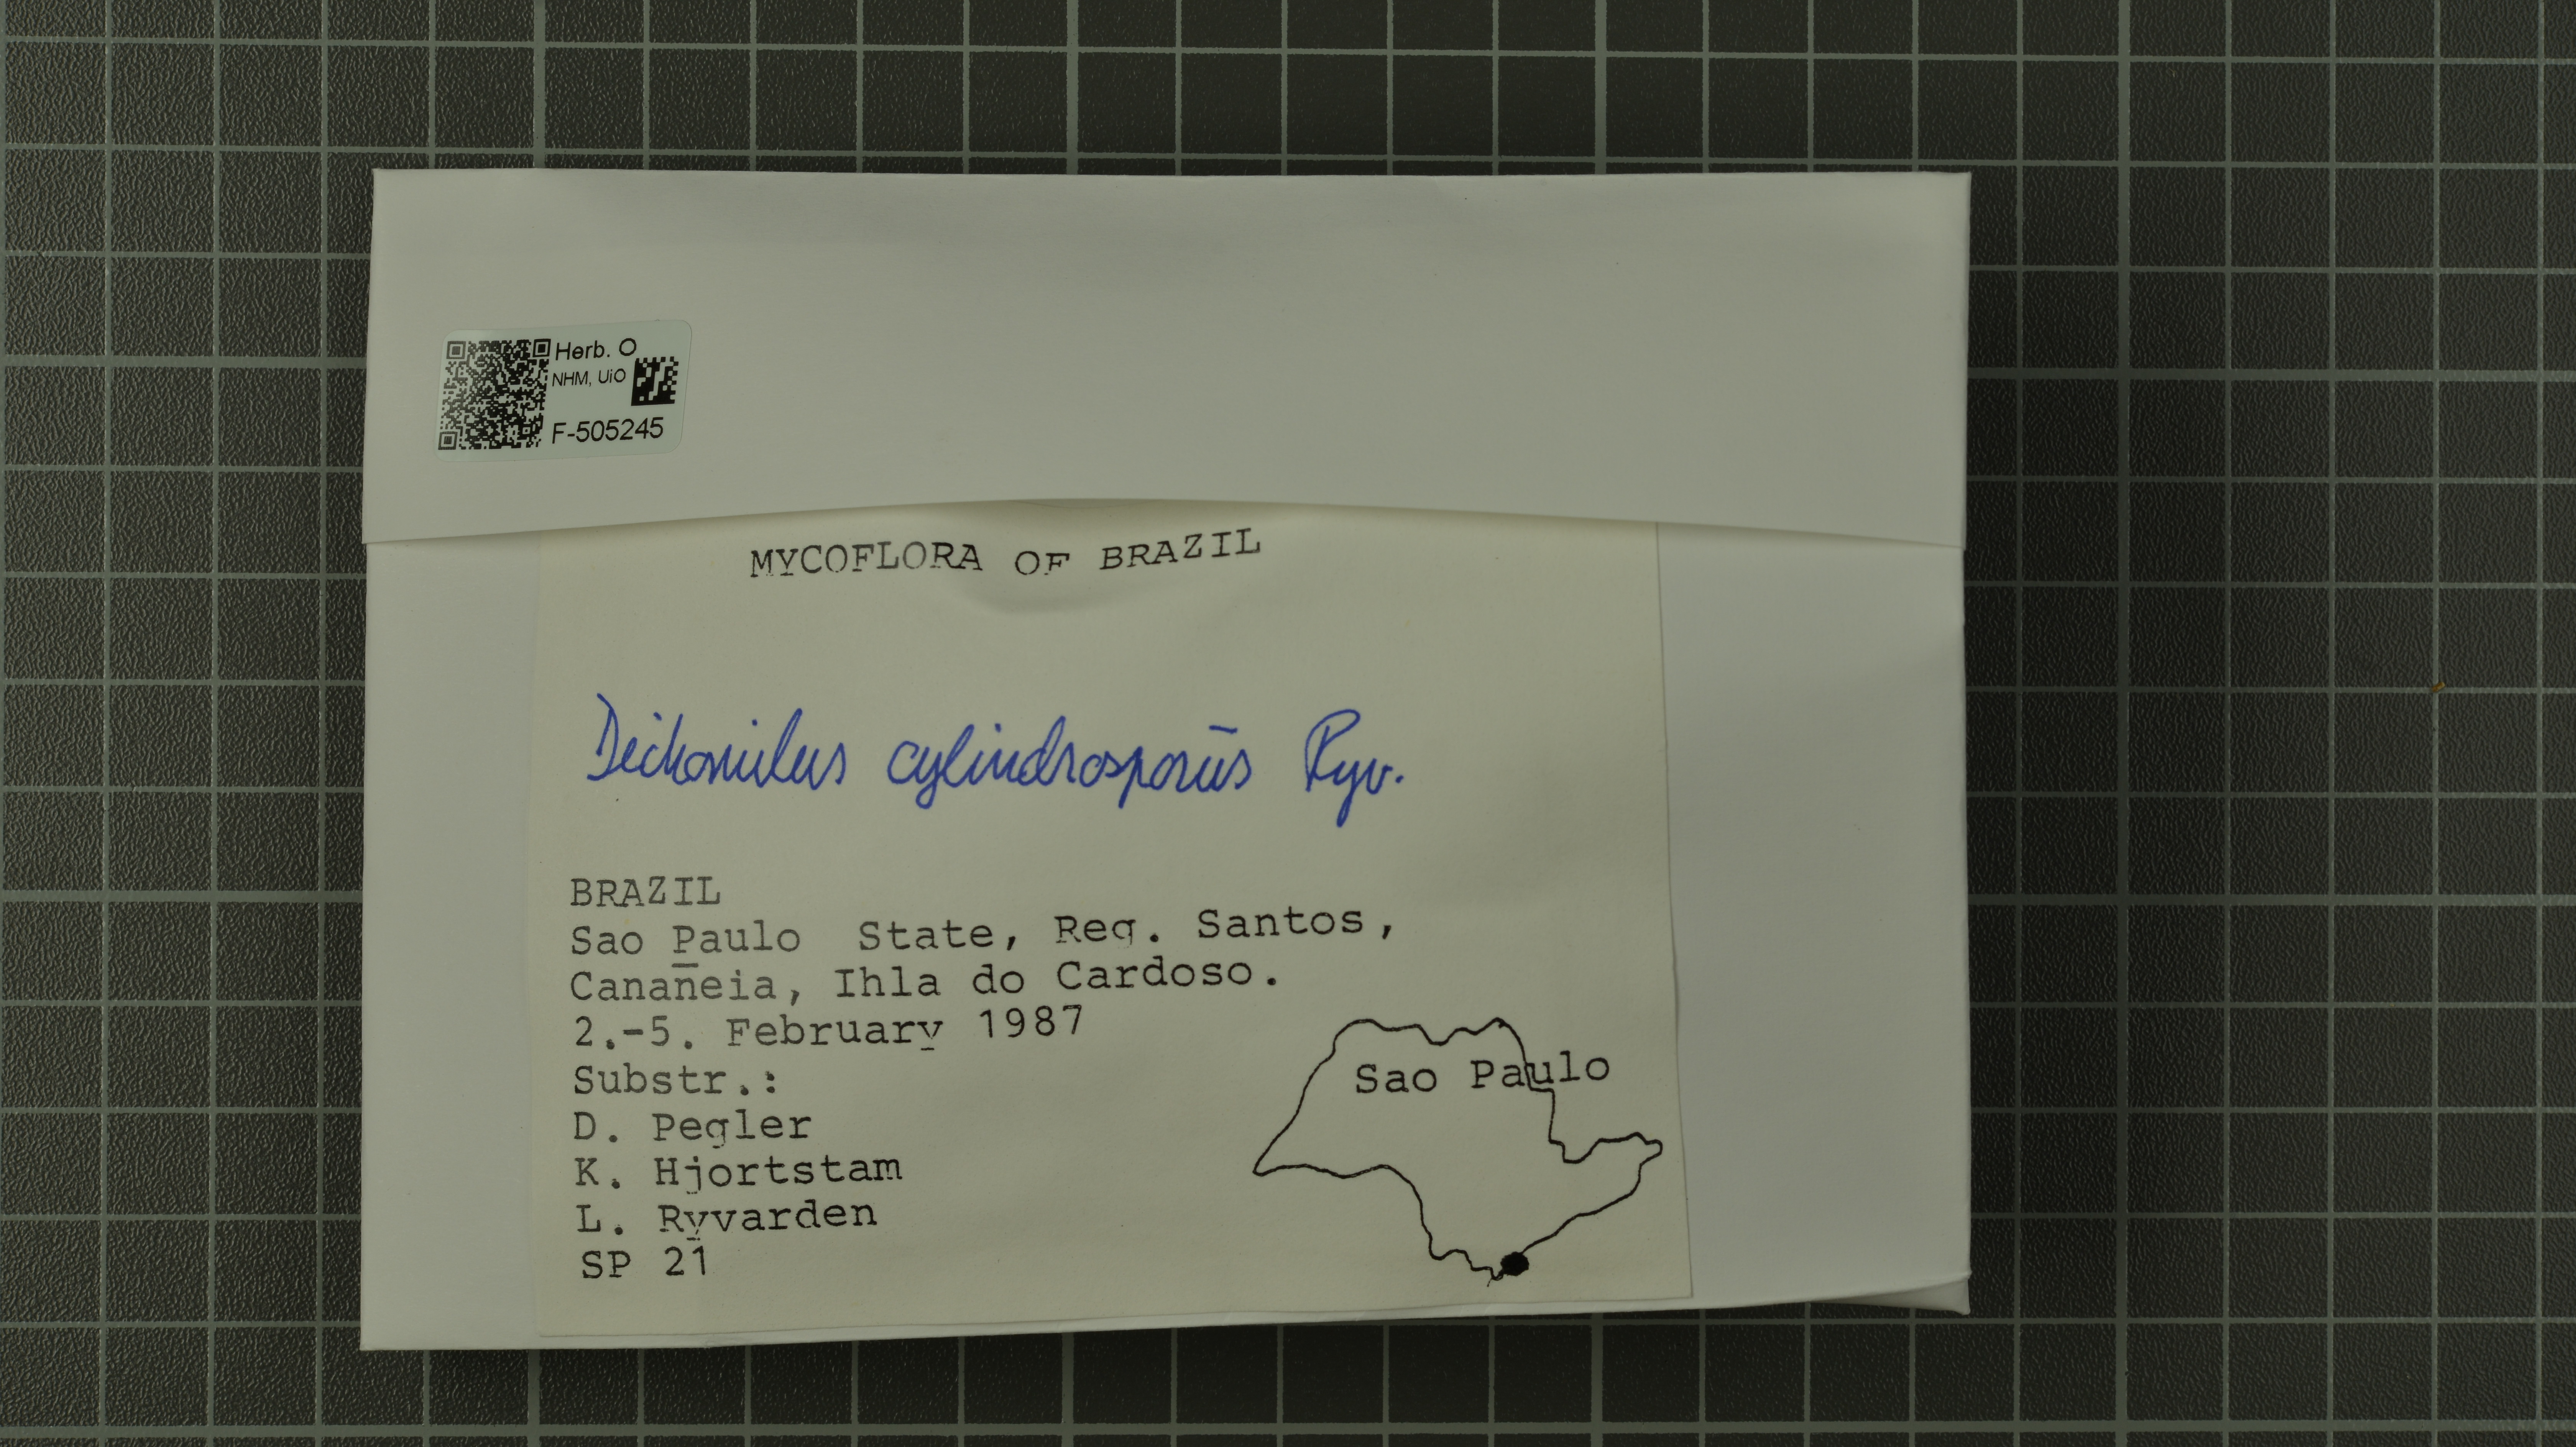 Herb. O
NHM, UiO
F-505245
MYCOFLORA OF BRAZIL
cylindrosporus Ryv.
BRAZIL
Sao Paulo State, Reg. Santos,
Cananeia, Ihla do Cardoso.
2.-5. February 1987
Substr.:
D. Pegler
K. Hjortstam
L. Ryvarden
SP 21
Sao Paulo